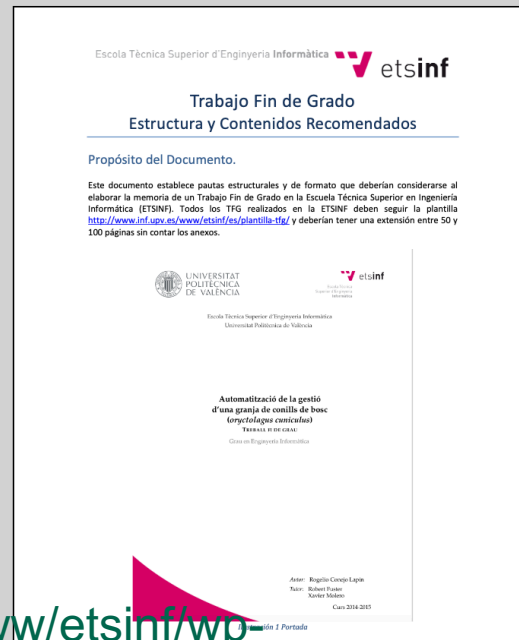 Escola Tècnica Superior d'Enginyeria Informàtica etsinf
Trabajo Fin de Grado
Estructura y Contenidos Recomendados
Propósito del Documento.
Este documento establece pautas estructurales y de formato que deberían considerarse al
elaborar la memoria de un Trabajo Fin de Grado en la Escuela Técnica Superior en Ingeniería
Informática (ETSINF). Todos los TFG realizados en la ETSINF deben seguir la plantilla
http://www.inf.upv.es/www/etsinf/es/plantilla-tfg/ y deberían tener una extensión entre 50 y
100 páginas sin contar los anexos.
UNIVERSITAT
POLITÈCNICA
DE VALÈNCIA
etsinf
Escola Tècnica
Superior d'Enginyeria
Informàtica
Escola Tècnica Superior d'Enginyeria Informàtica
Universitat Politècnica de València
Automatització de la gestió
d'una granja de conills de bosc
(oryctolagus cuniculus)
TREBALL FI DE GRAU
Grau en Enginyeria Informàtica
Autor: Rogelio Conejo Lapin
Tutor: Robert Fuster
Xavier Molero
Curs 2014-2015
Ilustración 1 Portada
w/etsinf/wp